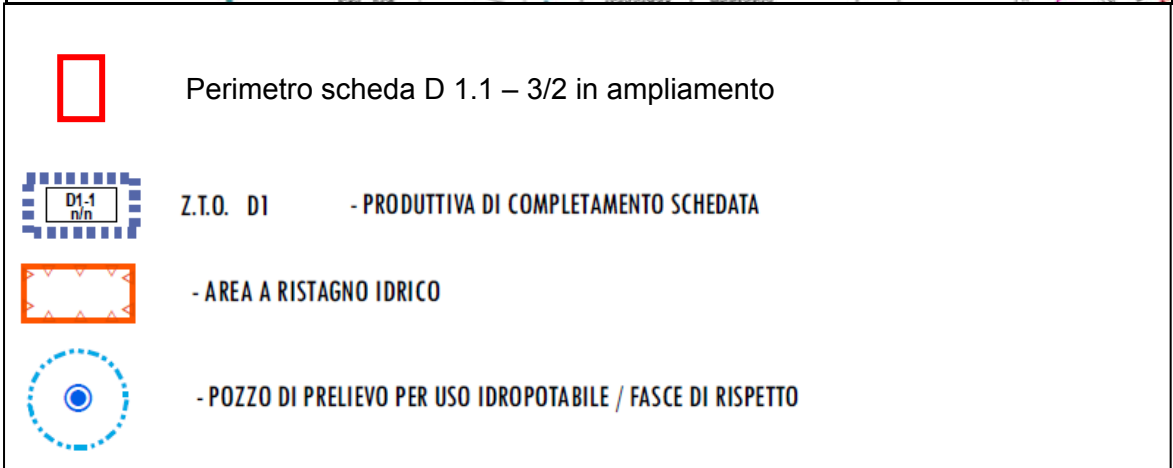 Perimetro scheda D 1.1 – 3/2 in ampliamento
D1-1
n/n
Z.T.O. D1 - PRODUTTIVA DI COMPLETAMENTO SCHEDATA
- AREA A RISTAGNO IDRICO
- POZZO DI PRELIEVO PER USO IDROPOTABILE / FASCE DI RISPETTO